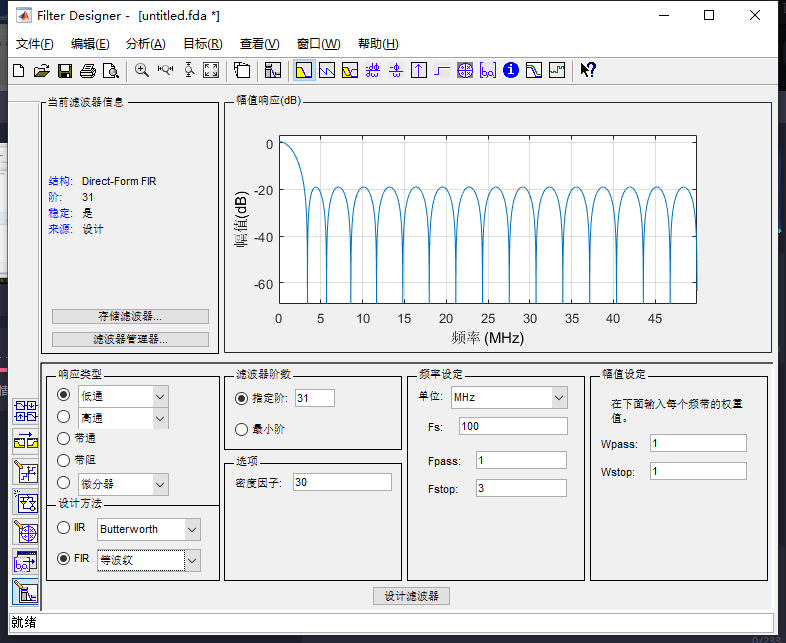 Filter Designer - [untitled.fda *]
文件(F) 编辑(E) 分析(A) 目标(R) 查看(V) 窗口(W) 帮助(H)
当前滤波器信息
结构: Direct-Form FIR
阶: 31
稳定: 是
来源: 设计
存储滤波器...
滤波器管理器...
幅值响应(dB)
幅值(dB)
0
-20
-40
-60
0 5 10 15 20 25 30 35 40 45
频率 (MHz)
响应类型
低通
高通
带通
带阻
微分器
设计方法
IIR Butterworth
FIR 等波纹
滤波器阶数
指定阶: 31
最小阶
选项
密度因子: 30
频率设定
单位: MHz
Fs: 100
Fpass: 1
Fstop: 3
幅值设定
在下面输入每个频带的权重
值。
Wpass: 1
Wstop: 1
设计滤波器
就绪